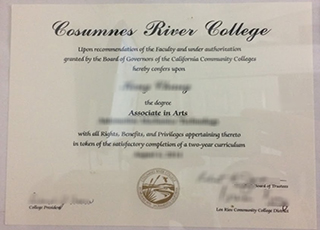 Cosumnes River College
Upon recommendation of the Faculty and under authorization
granted by the Board of Governors of the California Community Colleges
hereby confers upon
the degree
Associate in Arts
with all Rights, Benefits, and Privileges appertaining thereto
in token of the satisfactory completion of a two-year curriculum
College President
Board of Trustees
Los Rios Community College District